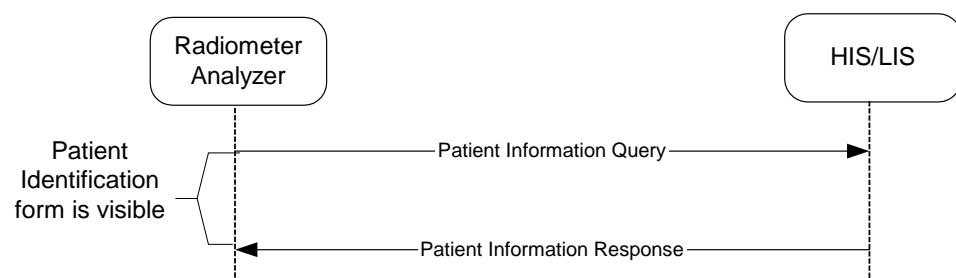 Radiometer
Analyzer
HIS/LIS
Patient
Identification
form is visible
Patient Information Query
Patient Information Response